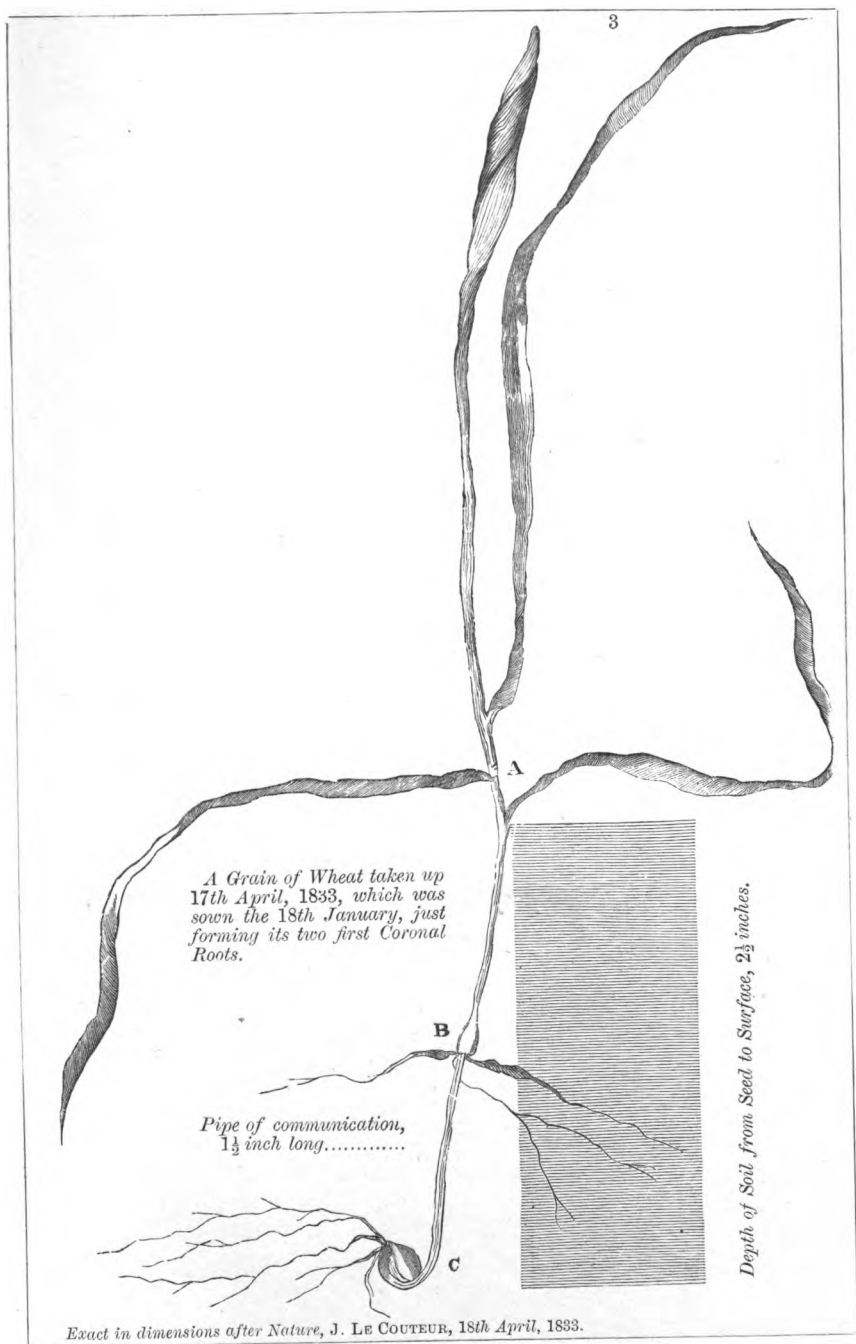 3
A
A Grain of Wheat taken up
17th April, 1833, which was
sown the 18th January, just
forming its two first Coronal
Roots.
Depth of Soil from Seed to Surface, 2½ inches.
B
Pipe of communication,
1½ inch long.............
C
Exact in dimensions after Nature, J. LE COUTEUR, 18th April, 1833.